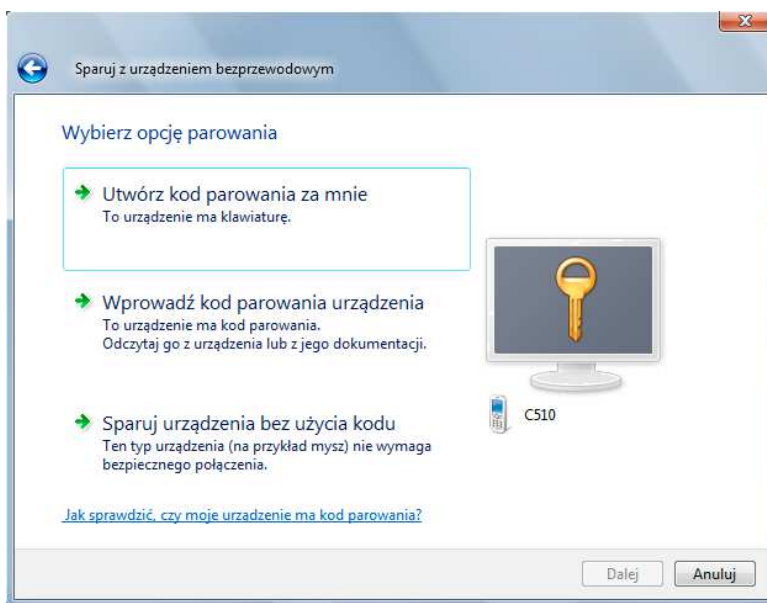 Sparuj z urządzeniem bezprzewodowym
Wybierz opcję parowania
Utwórz kod parowania za mnie
To urządzenie ma klawiaturę.
Wprowadź kod parowania urządzenia
To urządzenie ma kod parowania.
Odczytaj go z urządzenia lub z jego dokumentacji.
C510
Sparuj urządzenia bez użycia kodu
Ten typ urządzenia (na przykład mysz) nie wymaga
bezpiecznego połączenia.
Jak sprawdzić, czy moje urzadzenie ma kod parowania?
Dalej
Anuluj